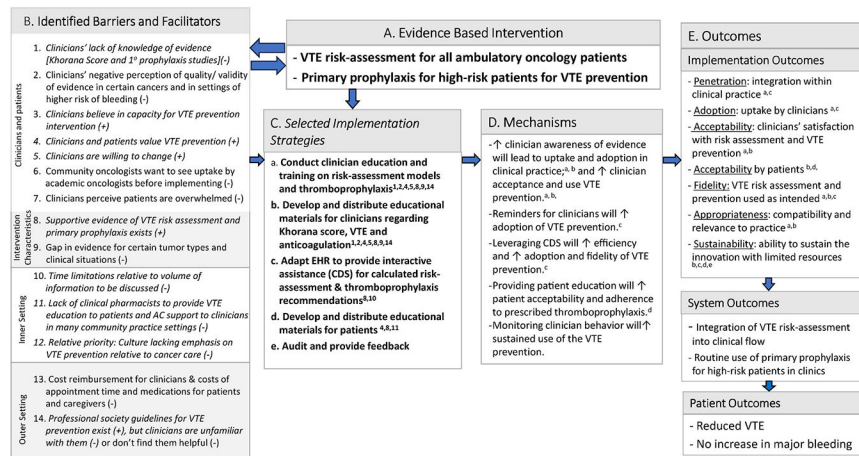 B. Identified Barriers and Facilitators
Clinicians and patients
1. Clinicians' lack of knowledge of evidence
[Khorana Score and 1º prophylaxis studies](-)
2. Clinicians' negative perception of quality/ validity
of evidence in certain cancers and in settings of
higher risk of bleeding (-)
3. Clinicians believe in capacity for VTE prevention
intervention (+)
4. Clinicians and patients value VTE prevention (+)
5. Clinicians are willing to change (+)
6. Community oncologists want to see uptake by
academic oncologists before implementing (-)
7. Clinicians perceive patients are overwhelmed (-)
Intervention
Characteristics
8. Supportive evidence of VTE risk assessment and
primary prophylaxis exists (+)
9. Gap in evidence for certain tumor types and
clinical situations (-)
Inner Setting
10. Time limitations relative to volume of
information to be discussed (-)
11. Lack of clinical pharmacists to provide VTE
education to patients and AC support to clinicians
in many community practice settings (-)
12. Relative priority: Culture lacking emphasis on
VTE prevention relative to cancer care (-)
Outer Setting
13. Cost reimbursement for clinicians & costs of
appointment time and medications for patients
and caregivers (-)
14. Professional society guidelines for VTE
prevention exist (+), but clinicians are unfamiliar
with them (-) or don't find them helpful (-)
A. Evidence Based Intervention
- VTE risk-assessment for all ambulatory oncology patients
- Primary prophylaxis for high-risk patients for VTE prevention
C. Selected Implementation
Strategies
a. Conduct clinician education and
training on risk-assessment models
and thromboprophylaxis1,2,4,5,8,9,14
b. Develop and distribute educational
materials for clinicians regarding
Khorana score, VTE and
anticoagulation1,2,4,5,8,9,14
c. Adapt EHR to provide interactive
assistance (CDS) for calculated risk-
assessment & thromboprophylaxis
recommendations8,10
d. Develop and distribute educational
materials for patients 4,8,11
e. Audit and provide feedback
D. Mechanisms
-↑ clinician awareness of evidence
will lead to uptake and adoption in
clinical practice;a, b and ↑ clinician
acceptance and use VTE
prevention.a, b,
- Reminders for clinicians will ↑
adoption of VTE prevention.c
- Leveraging CDS will ↑ efficiency
and ↑ adoption and fidelity of VTE
prevention.c
-Providing patient education will ↑
patient acceptability and adherence
to prescribed thromboprophylaxis.d
-Monitoring clinician behavior will↑
sustained use of the VTE
prevention.
E. Outcomes
Implementation Outcomes
- Penetration: integration within
clinical practice a,c
- Adoption: uptake by clinicians a,c
- Acceptability: clinicians' satisfaction
with risk assessment and VTE
prevention a,b
- Acceptability by patients b,d,
- Fidelity: VTE risk assessment and
prevention used as intended a,b,c
- Appropriateness: compatibility and
relevance to practice a,b
- Sustainability: ability to sustain the
innovation with limited resources
b,c,d,e
System Outcomes
- Integration of VTE risk-assessment
into clinical flow
- Routine use of primary prophylaxis
for high-risk patients in clinics
Patient Outcomes
- Reduced VTE
- No increase in major bleeding